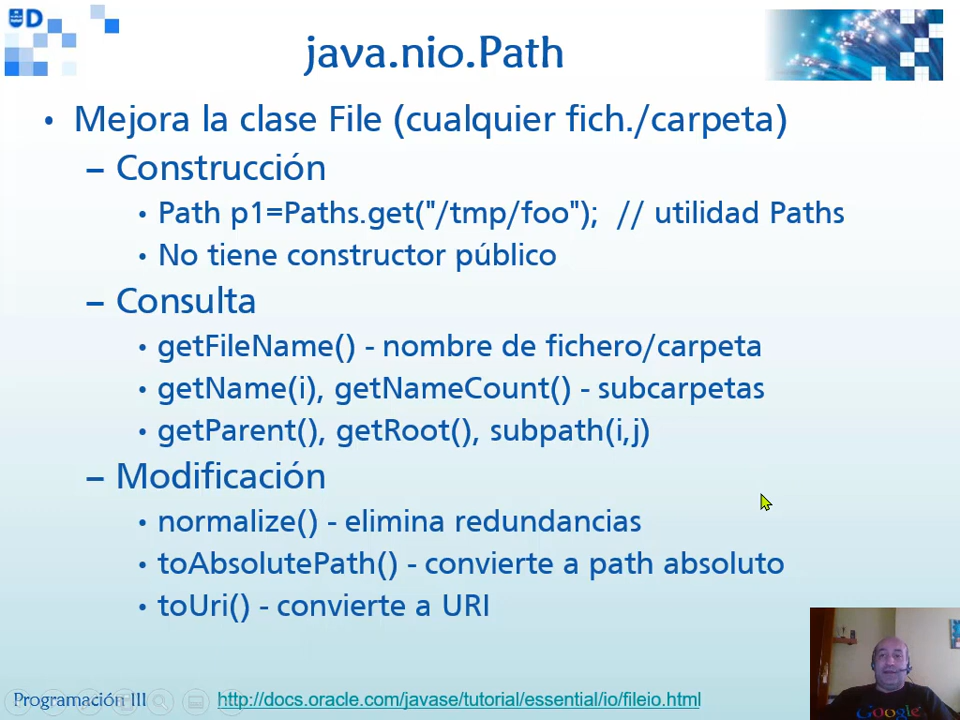 UD
java.nio.Path
• Mejora la clase File (cualquier fich./carpeta)
– Construcción
• Path p1=Paths.get("/tmp/foo"); // utilidad Paths
• No tiene constructor público
– Consulta
• getFileName() - nombre de fichero/carpeta
• getName(i), getNameCount() - subcarpetas
• getParent(), getRoot(), subpath(i,j)
– Modificación
• normalize() - elimina redundancias
• toAbsolutePath() - convierte a path absoluto
• toUri() - convierte a URI
Google
Programación III
http://docs.oracle.com/javase/tutorial/essential/io/fileio.html